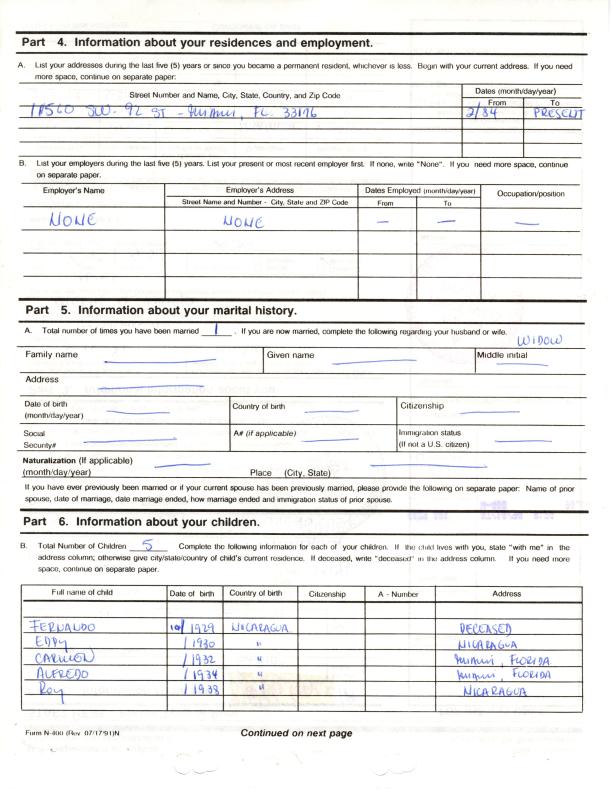 Part 4. Information about your residences and employment.
A. List your addresses during the last five (5) years or since you became a permanent resident, whichever is less. Begin with your current address. If you need
more space, continue on separate paper:
Street Number and Name, City, State, Country, and Zip Code Dates (month/day/year)
From To
SW. 92 ST - Miami, FL. 33176 2/84 PRESENT
B. List your employers during the last five (5) years. List your present or most recent employer first. If none, write "None". If you need more space, continue
on separate paper.
Employer's Name Employer's Address Dates Employed (month/day/year) Occupation/position
Street Name and Number - City, State and ZIP Code From To
NONE NONE — — —
Part 5. Information about your marital history.
A. Total number of times you have been married 1 . If you are now married, complete the following regarding your husband or wife.
WIDOW
Family name Given name Middle initial
Address
Date of birth Country of birth Citizenship
(month/day/year)
Social A# (if applicable) Immigration status
Security# (If not a U.S. citizen)
Naturalization (If applicable)
(month/day/year) Place (City, State)
If you have ever previously been married or if your current spouse has been previously married, please provide the following on separate paper: Name of prior
spouse, date of marriage, date marriage ended, how marriage ended and immigration status of prior spouse.
Part 6. Information about your children.
B. Total Number of Children 5 Complete the following information for each of your children. If the child lives with you, state "with me" in the
address column; otherwise give city/state/country of child's current residence. If deceased, write "deceased" in the address column. If you need more
space, continue on separate paper.
Full name of child Date of birth Country of birth Citizenship A - Number Address
FERNANDO 10/ 1929 NICARAGUA DECEASED
EDDy / 1930 " NICARAGUA
CARMEN / 1932 " Miami, FLORIDA
ALFREDO / 1934 " Miami, FLORIDA
Roy / 1938 " NICARAGUA
Form N-400 (Rev. 07/17/91)N Continued on next page